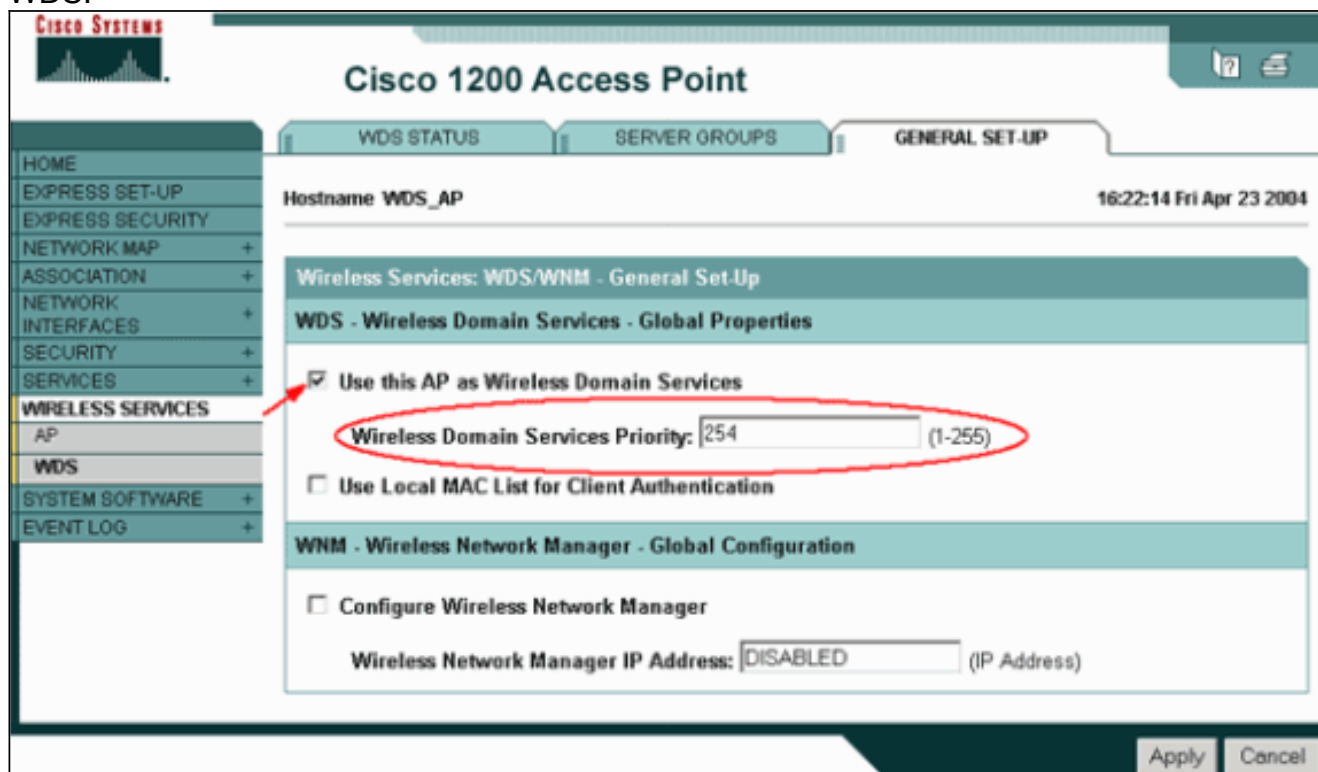 CISCO SYSTEMS
Cisco 1200 Access Point
WDS STATUS
SERVER GROUPS
GENERAL SET-UP
HOME
EXPRESS SET-UP
EXPRESS SECURITY
NETWORK MAP +
ASSOCIATION +
NETWORK
INTERFACES +
SECURITY +
SERVICES +
WIRELESS SERVICES
AP
WDS
SYSTEM SOFTWARE +
EVENT LOG +
Hostname WDS_AP
16:22:14 Fri Apr 23 2004
Wireless Services: WDS/WNM - General Set-Up
WDS - Wireless Domain Services - Global Properties
Use this AP as Wireless Domain Services
Wireless Domain Services Priority: 254 (1-255)
Use Local MAC List for Client Authentication
WNM - Wireless Network Manager - Global Configuration
Configure Wireless Network Manager
Wireless Network Manager IP Address: DISABLED (IP Address)
Apply Cancel